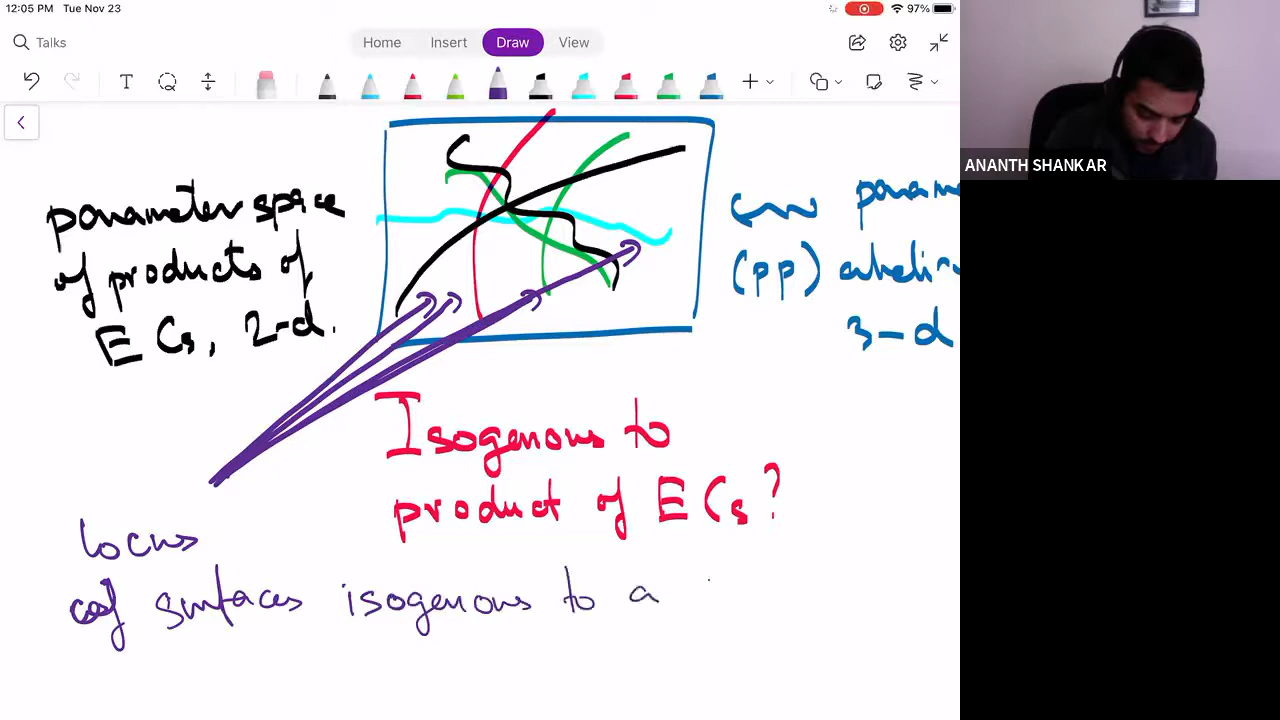 12:05 PM Tue Nov 23
97%
Talks
Home Insert Draw View
T
ANANTH SHANKAR
parameter space
of products of
ECs, 2-d.
(pp)
3-d
Isogenous to
product of ECs?
locus
of surfaces isogenous to a